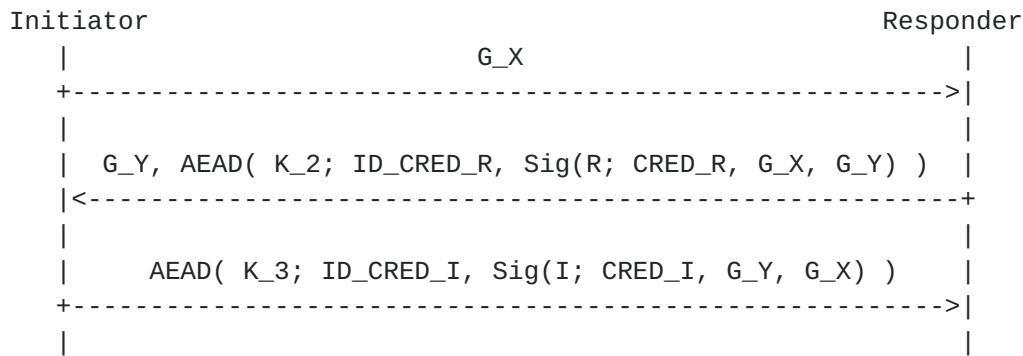 Initiator Responder
G_X
G_Y, AEAD( K_2; ID_CRED_R, Sig(R; CRED_R, G_X, G_Y) )
AEAD( K_3; ID_CRED_I, Sig(I; CRED_I, G_Y, G_X) )